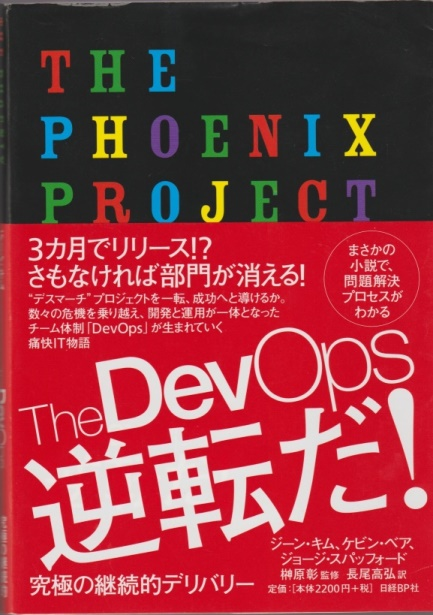 THE
PHOENIX
PROJECT
3カ月でリリース!?
さもなければ部門が消える!
"デスマーチ"プロジェクトを一転、成功へと導けるか。
数々の危機を乗り越え、開発と運用が一体となった
チーム体制「DevOps」が生まれていく
痛快IT物語
まさかの
小説で、
問題解決
プロセスが
わかる
The DevOps
逆転だ!
ジーン・キム、ケビン・ベア、
ジョージ・スパッフォード
榊原彰 監修 長尾高弘 訳
究極の継続的デリバリー
定価:本体2200円+税 日経BP社